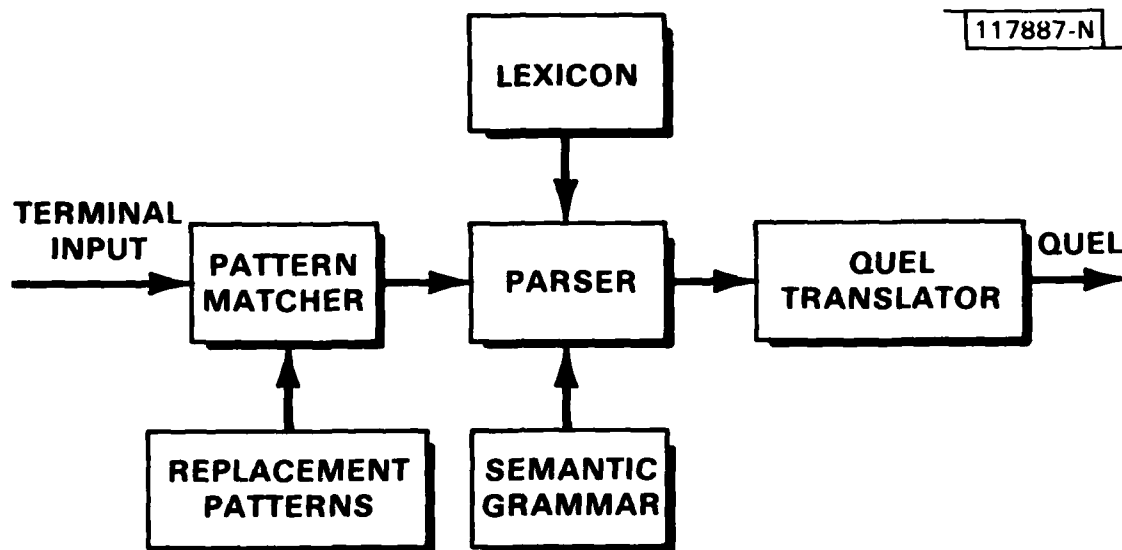 117887-N
LEXICON
TERMINAL
INPUT
PATTERN
MATCHER
PARSER
QUEL
TRANSLATOR
QUEL
REPLACEMENT
PATTERNS
SEMANTIC
GRAMMAR